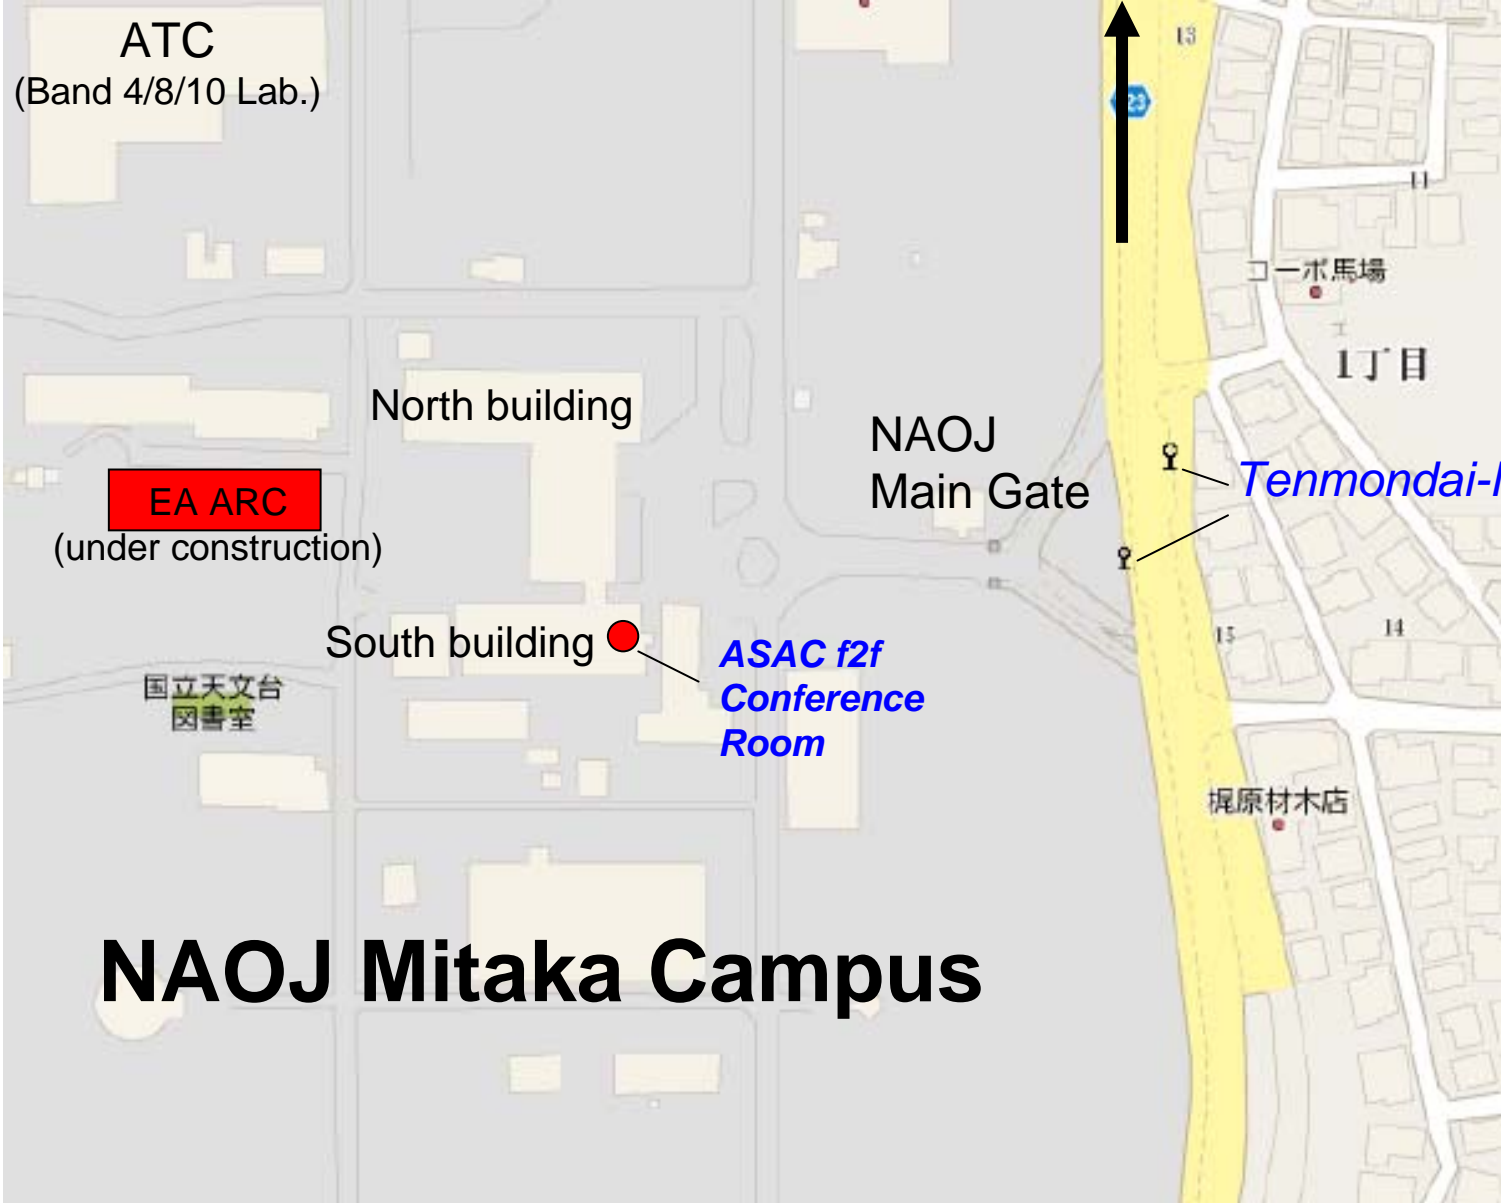 ATC
(Band 4/8/10 Lab.)
13
23
11
コーポ馬場
1丁目
North building
NAOJ
Main Gate
EA ARC
(under construction)
South building
ASAC f2f
Conference
Room
15
14
国立天文台
図書室
梶原材木店
NAOJ Mitaka Campus